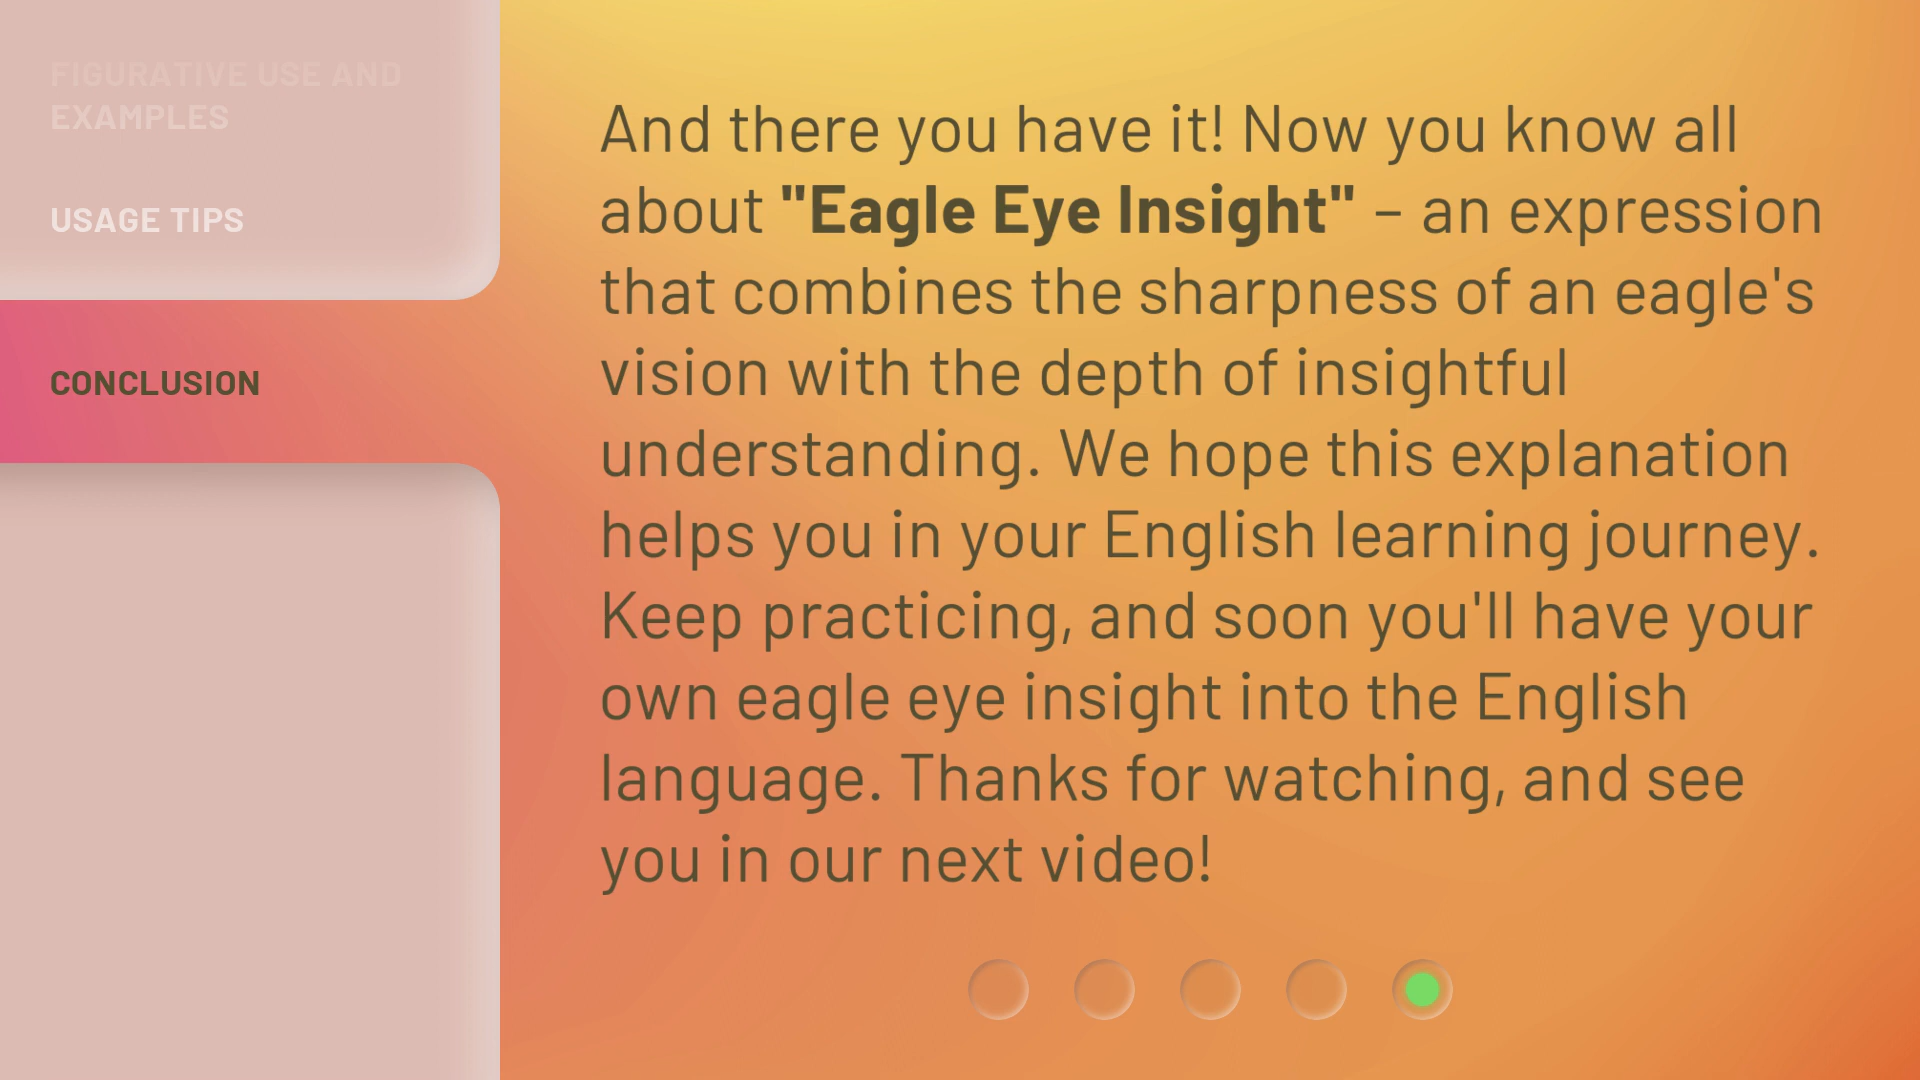 FIGURATIVE USE AND
EXAMPLES
USAGE TIPS
CONCLUSION
And there you have it! Now you know all
about "Eagle Eye Insight" – an expression
that combines the sharpness of an eagle's
vision with the depth of insightful
understanding. We hope this explanation
helps you in your English learning journey.
Keep practicing, and soon you'll have your
own eagle eye insight into the English
language. Thanks for watching, and see
you in our next video!